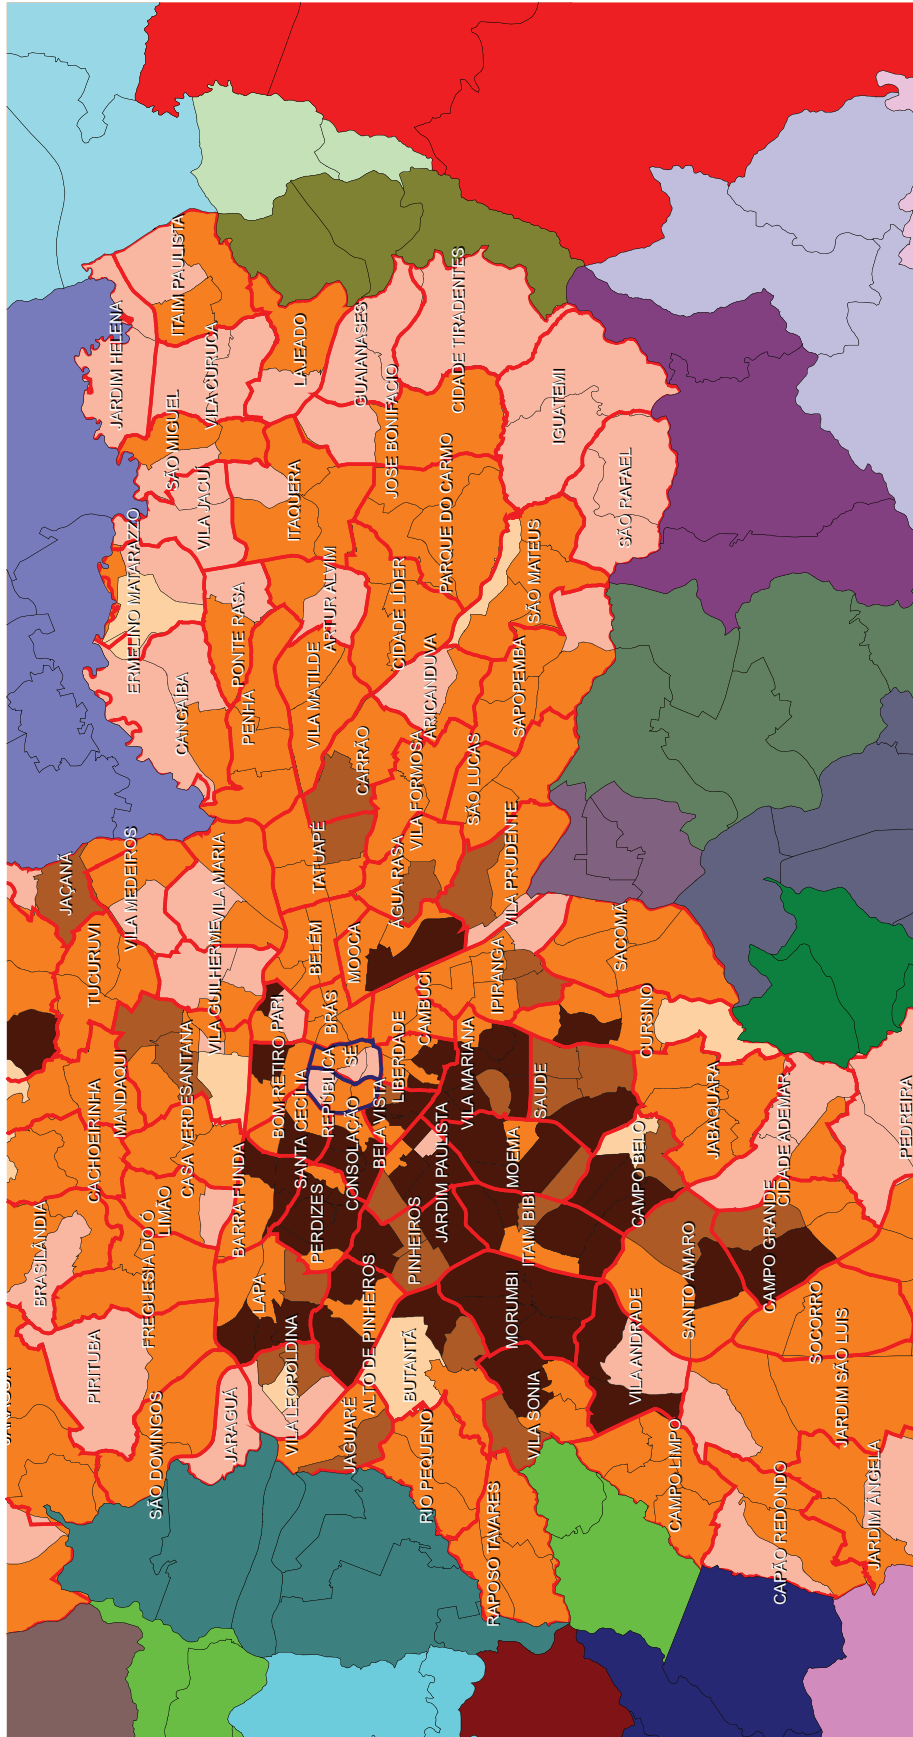 JARDIM HELENA
ITAIM PAULISTA
VILA CURUÇA
LAJEADO
SÃO MIGUEL
GUAIANASES
CIDADE TIRADENTES
JOSE BONIFACIO
IGUATEMI
VILA JACUÍ
ITAQUERA
PARQUE DO CARMO
SÃO RAFAEL
ERMELINO MATARAZZO
PONTE RASA
ARTUR ALVIM
CIDADE LÍDER
SÃO MATEUS
CANGAIBA
PENHA
VILA MATILDE
ARICANDUVA
SAPOPEMBA
CARRÃO
VILA FORMOSA
SÃO LUCAS
JAÇANÃ
VILA MEDEIROS
VILA MARIA
TATUAPÉ
ÁGUA RASA
VILA PRUDENTE
TUCURUVI
VILA GUILHERME
BELÉM
MOOCA
IPIRANGA
SACOMÃ
MANDAQUI
SANTANA
PARI
BRÁS
CAMBUCI
CURSINO
CACHOEIRINHA
CASA VERDE
BOM RETIRO
SÉ
REPÚBLICA
LIBERDADE
VILA MARIANA
SAUDE
JABAQUARA
CIDADE ADEMAR
PEDREIRA
SANTA CECÍLIA
CONSOLAÇÃO
BELA VISTA
JARDIM PAULISTA
MOEMA
CAMPO BELO
BRASILÂNDIA
FREGUESIA DO Ó
LIMÃO
BARRA FUNDA
PERDIZES
PINHEIROS
ITAIM BIBI
SANTO AMARO
CAMPO GRANDE
PIRITUBA
LAPA
ALTO DE PINHEIROS
MORUMBI
SOCORRO
SÃO DOMINGOS
JARAGUÁ
VILA LEOPOLDINA
JAGUARÉ
BUTANTÃ
VILA SONIA
VILA ANDRADE
JARDIM SÃO LUIS
RIO PEQUENO
RAPOSO TAVARES
CAMPO LIMPO
CAPÃO REDONDO
JARDIM ÂNGELA